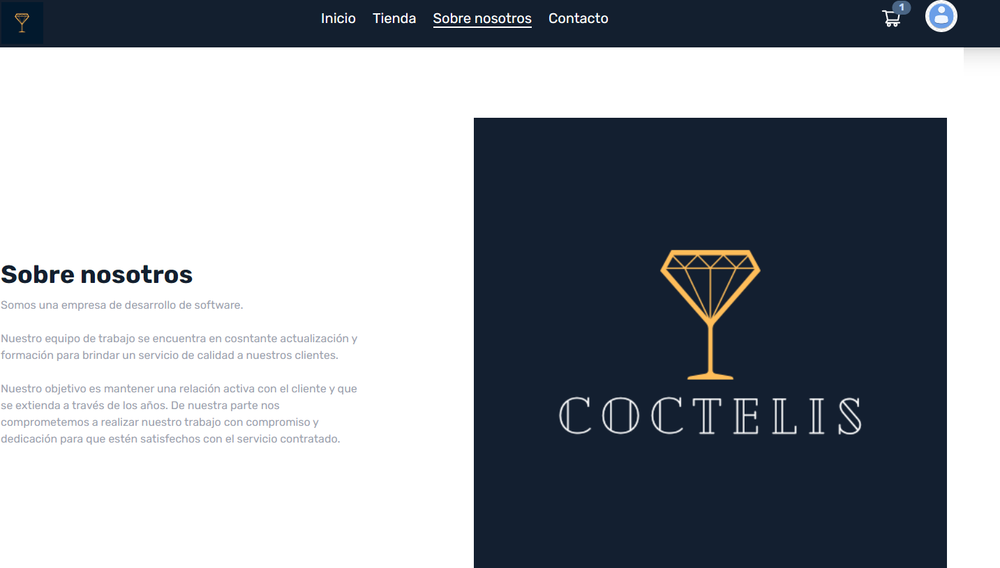 Inicio Tienda Sobre nosotros Contacto 1
Sobre nosotros
Somos una empresa de desarrollo de software.
Nuestro equipo de trabajo se encuentra en cosntante actualización y
formación para brindar un servicio de calidad a nuestros clientes.
Nuestro objetivo es mantener una relación activa con el cliente y que
se extienda a través de los años. De nuestra parte nos
comprometemos a realizar nuestro trabajo con compromiso y
dedicación para que estén satisfechos con el servicio contratado.
COCTELIS